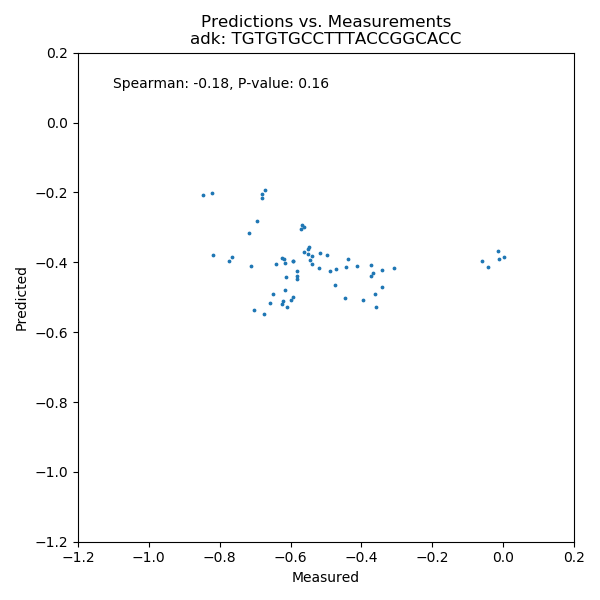 Predictions vs. Measurements
adk: TGTGTGCCTTTACCGGCACC
Spearman: -0.18, P-value: 0.16
0.2
0.0
−0.2
−0.4
−0.6
−0.8
−1.0
−1.2
Predicted
−1.2 −1.0 −0.8 −0.6 −0.4 −0.2 0.0 0.2
Measured